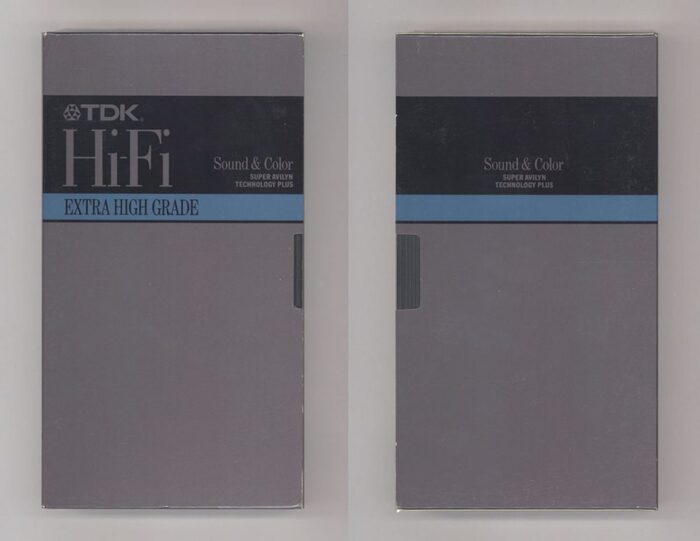 TDK®
Hi-Fi
Sound & Color
SUPER AVILYN
TECHNOLOGY PLUS
EXTRA HIGH GRADE
Sound & Color
SUPER AVILYN
TECHNOLOGY PLUS